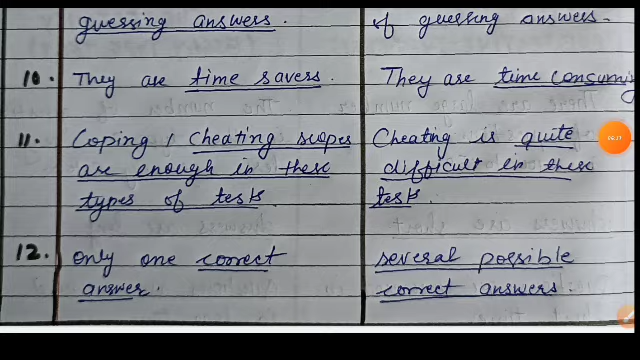 guessing answers.
of guessing answers.
10.
They are time savers.
They are time consuming
11.
Coping / Cheating scopes
are enough in these
types of tests
Cheating is quite
difficult in these
tests.
12.
Only one correct
answer.
several possible
correct answers.